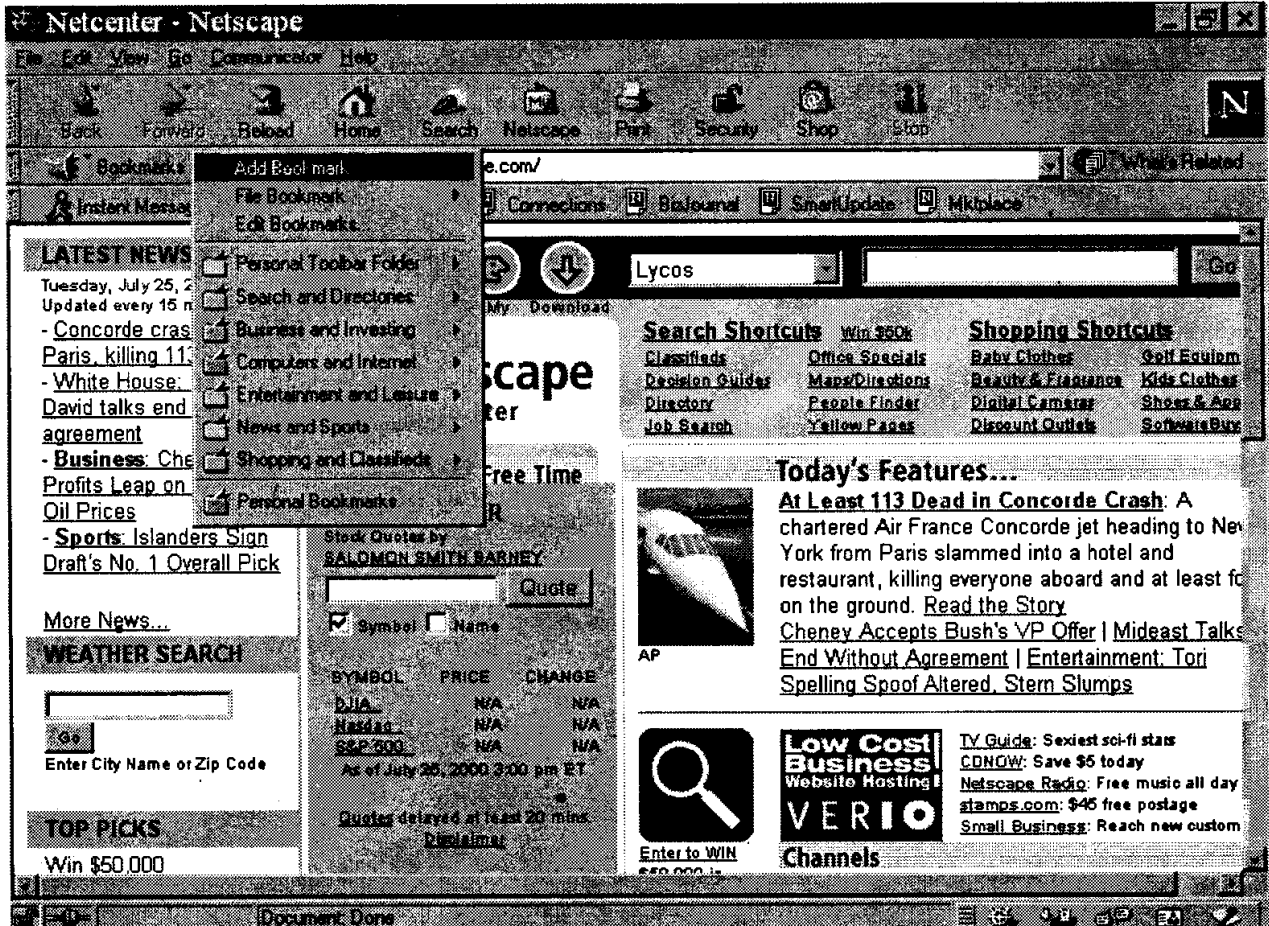 Netcenter - Netscape
File Edit View Go Communicator Help
Back Forward Reload Home Search Netscape Print Security Shop Stop
Bookmarks
e.com/
What's Related
Instant Messa
Connections
BizJournal
SmartUpdate
Mktplace
Add Bookmark
File Bookmark
Edit Bookmarks...
Personal Toolbar Folder
Search and Directories
Business and Investing
Computers and Internet
Entertainment and Leisure
News and Sports
Shopping and Classifieds
Personal Bookmarks
LATEST NEWS
Tuesday, July 25, 2
Updated every 15 m
- Concorde cras
Paris, killing 113
- White House:
David talks end
agreement
- Business: Che
Profits Leap on
Oil Prices
- Sports: Islanders Sign
Draft's No. 1 Overall Pick
More News...
WEATHER SEARCH
Go
Enter City Name or Zip Code
TOP PICKS
Win $50,000
My Download
Lycos
Go
scape
ter
Free Time
ER
Stock Quotes by
SALOMON SMITH BARNEY
Quote
Symbol Name
SYMBOL PRICE CHANGE
DJIA.. N/A N/A
Nasdaq.. N/A N/A
S&P 500.. N/A N/A
As of July 25, 2000 3:00 pm ET
Quotes delayed at least 20 mins.
Disclaimer
Search Shortcuts Win $50k
Classifieds Office Specials
Decision Guides Maps/Directions
Directory People Finder
Job Search Yellow Pages
Shopping Shortcuts
Baby Clothes Golf Equipm
Beauty & Fragrance Kids Clothes
Digital Cameras Shoes & App
Discount Outlets SoftwareBuy
Today's Features...
At Least 113 Dead in Concorde Crash: A
chartered Air France Concorde jet heading to New
York from Paris slammed into a hotel and
restaurant, killing everyone aboard and at least fo
on the ground. Read the Story
Cheney Accepts Bush's VP Offer | Mideast Talks
End Without Agreement | Entertainment: Tori
Spelling Spoof Altered, Stern Slumps
AP
Enter to WIN
Low Cost
Business
Website Hosting!
VERIO
TV Guide: Sexiest sci-fi stars
CDNOW: Save $5 today
Netscape Radio: Free music all day
stamps.com: $45 free postage
Small Business: Reach new custom
Channels
Document: Done